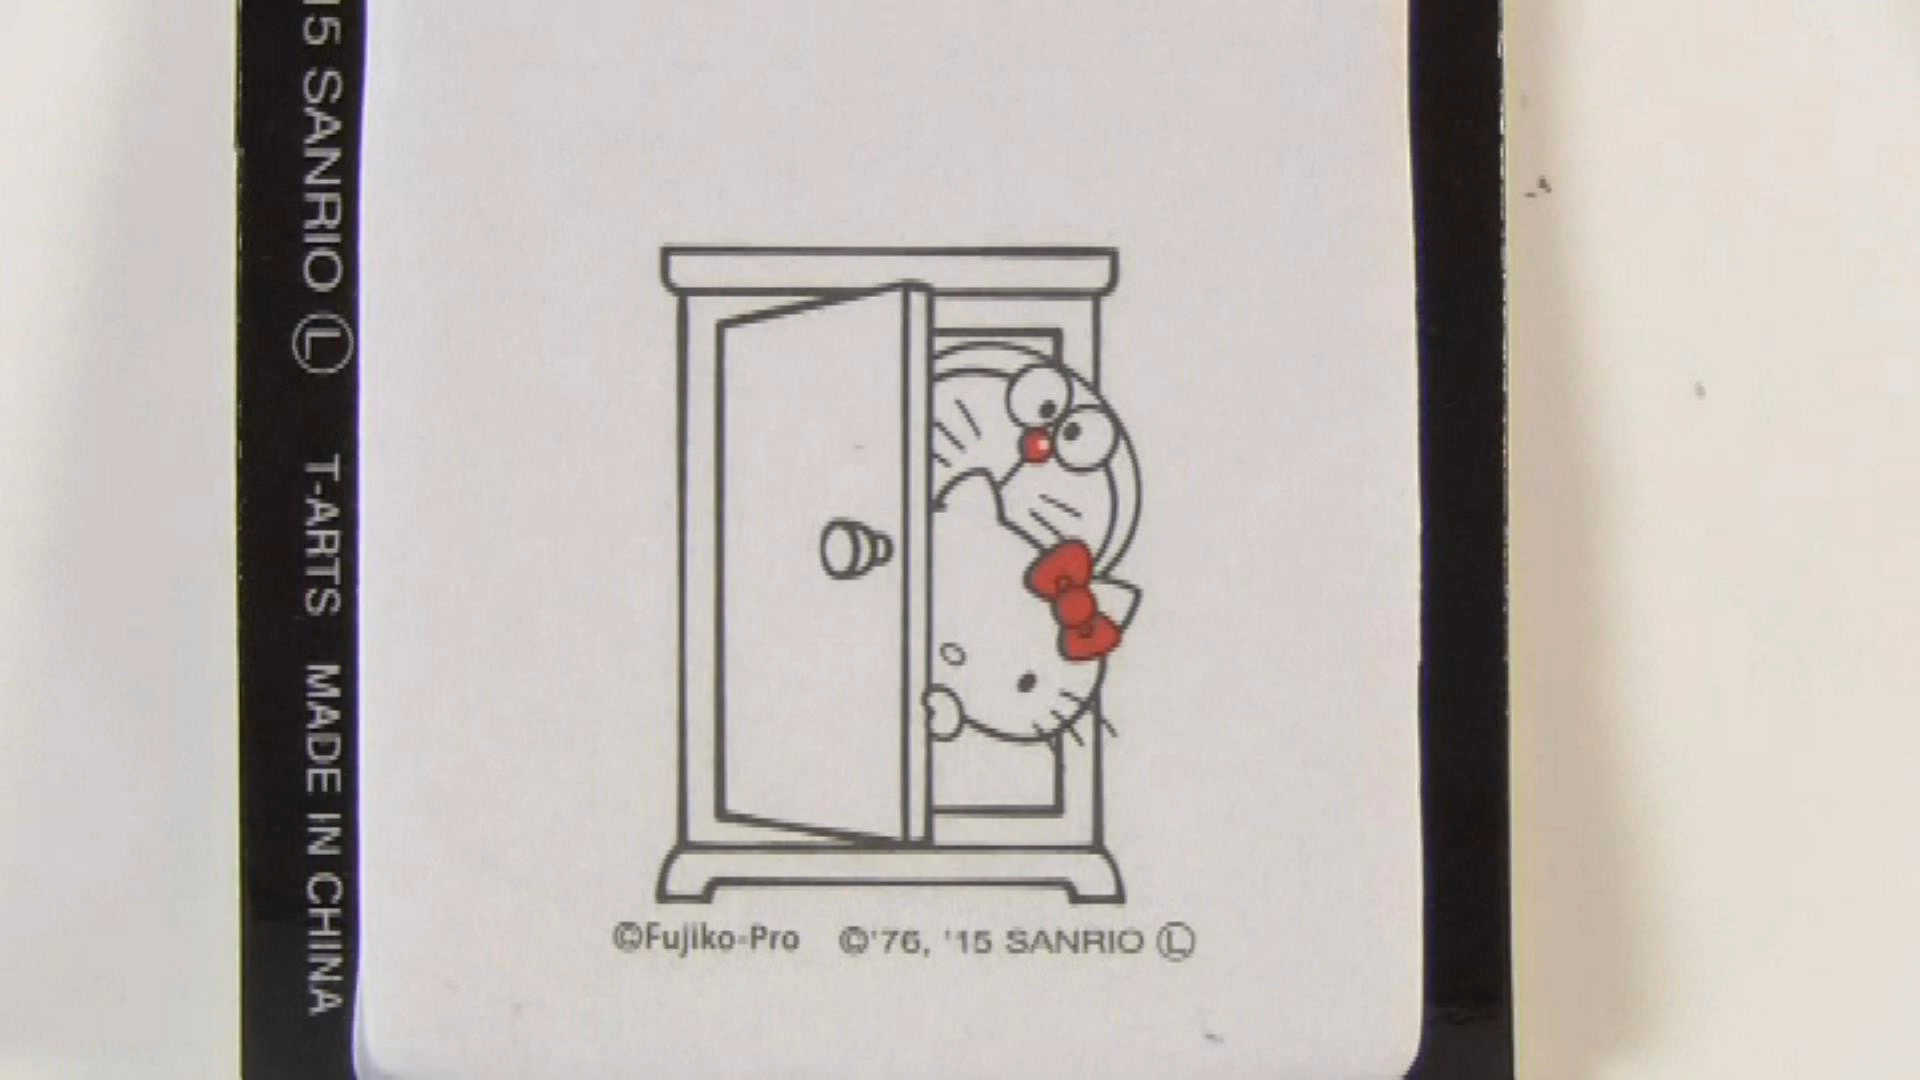 15 SANRIO Ⓛ T-ARTS MADE IN CHINA
©Fujiko-Pro ©'76, '15 SANRIO Ⓛ